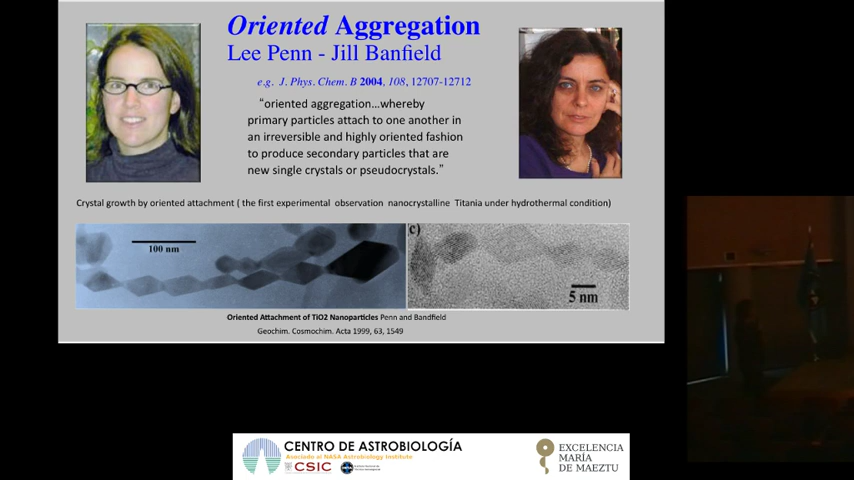 Oriented Aggregation
Lee Penn - Jill Banfield
e.g. J. Phys. Chem. B 2004, 108, 12707-12712
“oriented aggregation...whereby
primary particles attach to one another in
an irreversible and highly oriented fashion
to produce secondary particles that are
new single crystals or pseudocrystals.”
Crystal growth by oriented attachment ( the first experimental observation nanocrystalline Titania under hydrothermal condition)
100 nm
c)
5 nm
Oriented Attachment of TiO2 Nanoparticles Penn and Bandfield
Geochim. Cosmochim. Acta 1999, 63, 1549
CENTRO DE ASTROBIOLOGÍA
Asociado al NASA Astrobiology Institute
CSIC
EXCELENCIA
MARÍA
DE MAEZTU